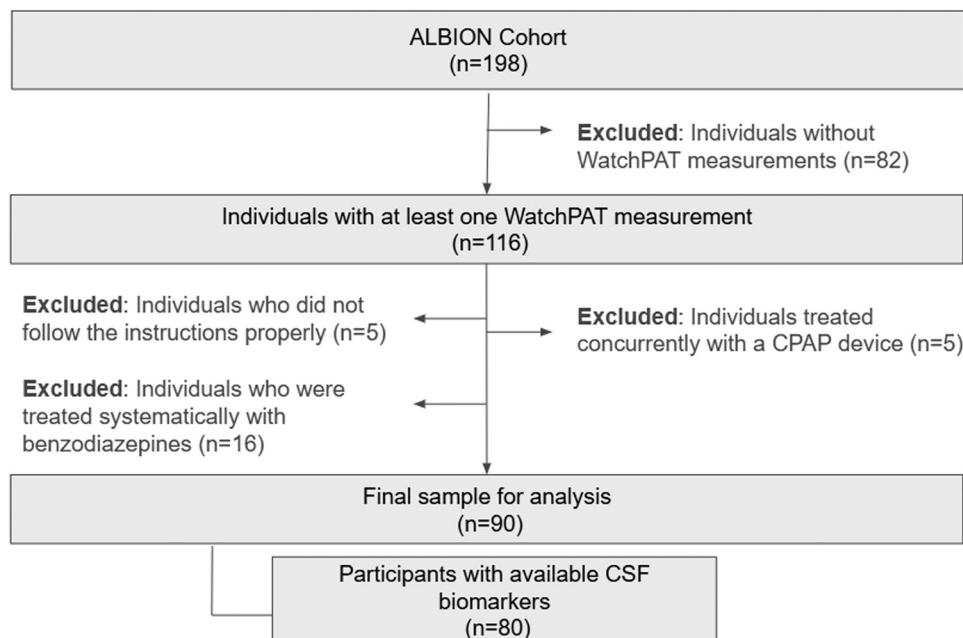 ALBION Cohort
(n=198)
Excluded: Individuals without
WatchPAT measurements (n=82)
Individuals with at least one WatchPAT measurement
(n=116)
Excluded: Individuals who did not
follow the instructions properly (n=5)
Excluded: Individuals treated
concurrently with a CPAP device (n=5)
Excluded: Individuals who were
treated systematically with
benzodiazepines (n=16)
Final sample for analysis
(n=90)
Participants with available CSF
biomarkers
(n=80)